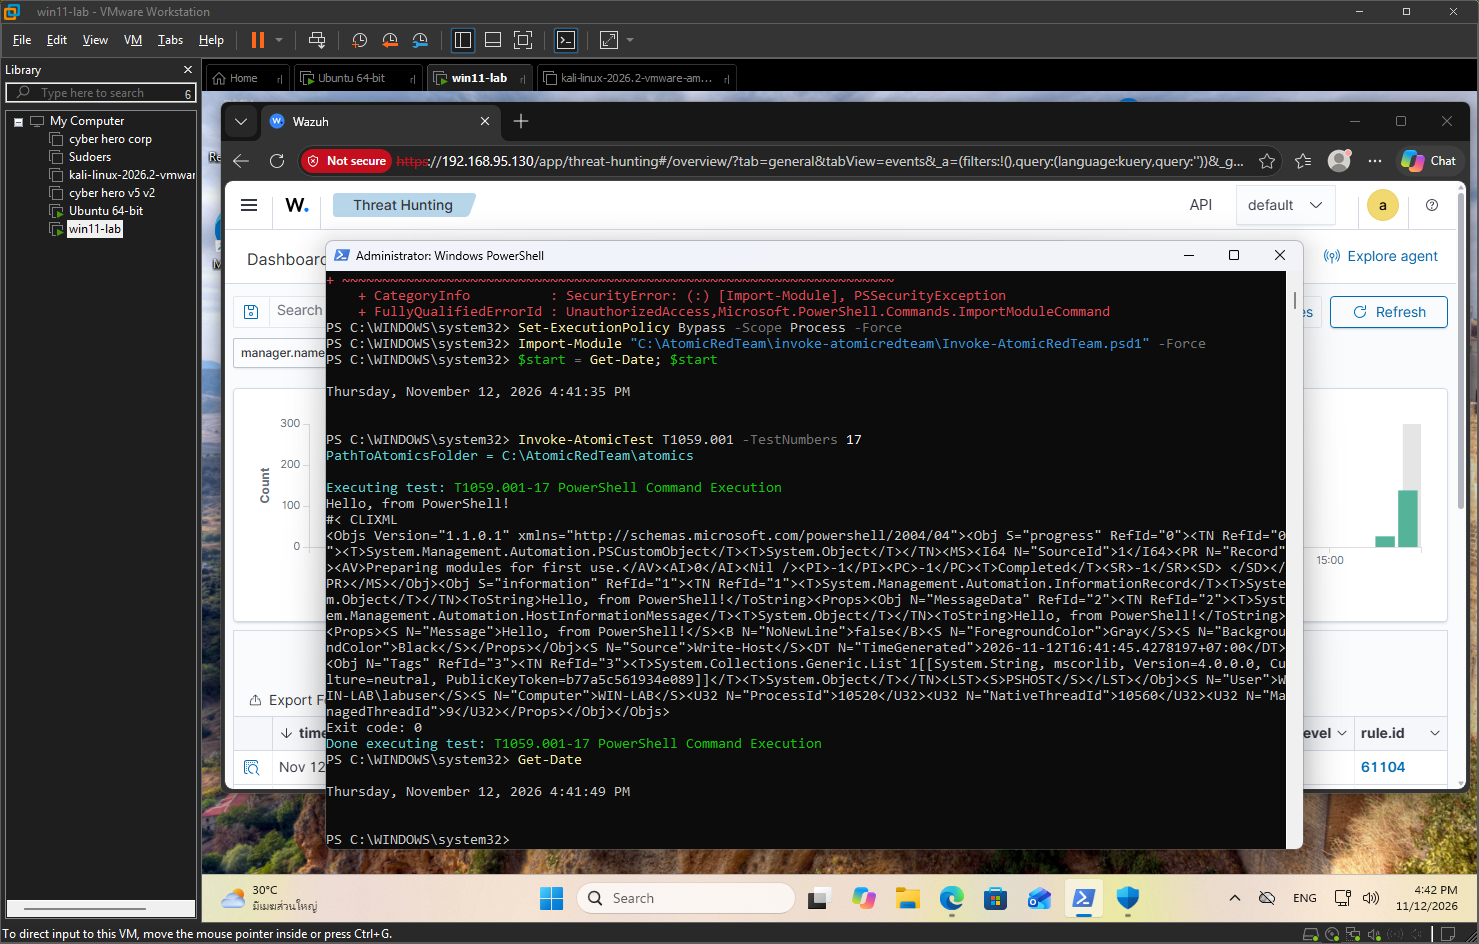 win11-lab - VMware Workstation
File Edit View VM Tabs Help
Library
Type here to search
6
My Computer
cyber hero corp
Sudoers
kali-linux-2026.2-vmwar
cyber hero v5 v2
Ubuntu 64-bit
win11-lab
Home
Ubuntu 64-bit
win11-lab
kali-linux-2026.2-vmware-am...
Wazuh
Not secure https://192.168.95.130/app/threat-hunting#/overview/?tab=general&tabView=events&_a=(filters:!(),query:(language:kuery,query:''))&_g...
Chat
W. Threat Hunting API default a
Dashboar
Explore agent
Search
es
Refresh
manager.name
300
200
100
0
Count
15:00
Export F
time
evel
rule.id
Nov 12
61104
Administrator: Windows PowerShell
+ ~~~~~~~~~~~~~~~~~~~~~~~~~~~~~~~~~~~~~~~~~~~~~~~~~~~~~~~~~~~~~~~~~~~~~
+ CategoryInfo          : SecurityError: (:) [Import-Module], PSSecurityException
+ FullyQualifiedErrorId : UnauthorizedAccess,Microsoft.PowerShell.Commands.ImportModuleCommand
PS C:\WINDOWS\system32> Set-ExecutionPolicy Bypass -Scope Process -Force
PS C:\WINDOWS\system32> Import-Module "C:\AtomicRedTeam\invoke-atomicredteam\Invoke-AtomicRedTeam.psd1" -Force
PS C:\WINDOWS\system32> $start = Get-Date; $start
Thursday, November 12, 2026 4:41:35 PM
PS C:\WINDOWS\system32> Invoke-AtomicTest T1059.001 -TestNumbers 17
PathToAtomicsFolder = C:\AtomicRedTeam\atomics
Executing test: T1059.001-17 PowerShell Command Execution
Hello, from PowerShell!
#< CLIXML
<Objs Version="1.1.0.1" xmlns="http://schemas.microsoft.com/powershell/2004/04"><Obj S="progress" RefId="0"><TN RefId="0
"><T>System.Management.Automation.PSCustomObject</T><T>System.Object</T></TN><MS><I64 N="SourceId">1</I64><PR N="Record"
><AV>Preparing modules for first use.</AV><AI>0</AI><Nil /><PI>-1</PI><PC>-1</PC><T>Completed</T><SR>-1</SR><SD> </SD></
PR></MS></Obj><Obj S="information" RefId="1"><TN RefId="1"><T>System.Management.Automation.InformationRecord</T><T>Syste
m.Object</T></TN><ToString>Hello, from PowerShell!</ToString><Props><Obj N="MessageData" RefId="2"><TN RefId="2"><T>Syst
em.Management.Automation.HostInformationMessage</T><T>System.Object</T></TN><ToString>Hello, from PowerShell!</ToString>
<Props><S N="Message">Hello, from PowerShell!</S><B N="NoNewLine">false</B><S N="ForegroundColor">Gray</S><S N="Backgrou
ndColor">Black</S></Props></Obj><S N="Source">Write-Host</S><DT N="TimeGenerated">2026-11-12T16:41:45.4278197+07:00</DT>
<Obj N="Tags" RefId="3"><TN RefId="3"><T>System.Collections.Generic.List`1[[System.String, mscorlib, Version=4.0.0.0, Cu
lture=neutral, PublicKeyToken=b77a5c561934e089]]</T><T>System.Object</T></TN><LST><S>PSHOST</S></LST></Obj><S N="User">W
IN-LAB\labuser</S><S N="Computer">WIN-LAB</S><U32 N="ProcessId">10520</U32><U32 N="NativeThreadId">10560</U32><U32 N="Ma
nagedThreadId">9</U32></Props></Obj></Objs>
Exit code: 0
Done executing test: T1059.001-17 PowerShell Command Execution
PS C:\WINDOWS\system32> Get-Date
Thursday, November 12, 2026 4:41:49 PM
PS C:\WINDOWS\system32>
30°C
มีเมฆส่วนใหญ่
Search
ENG
4:42 PM
11/12/2026
To direct input to this VM, move the mouse pointer inside or press Ctrl+G.